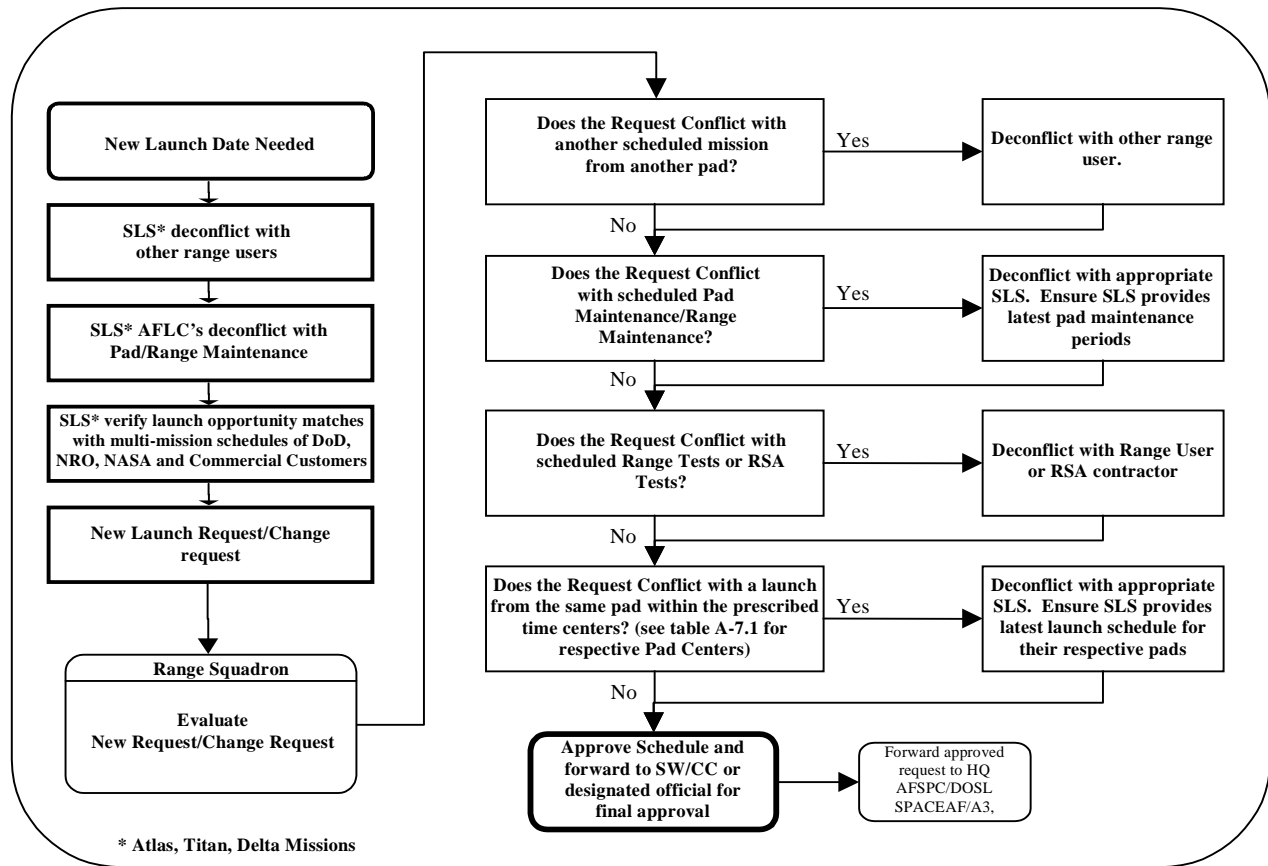 New Launch Date Needed
SLS* deconflict with
other range users
SLS* AFLC's deconflict with
Pad/Range Maintenance
SLS* verify launch opportunity matches
with multi-mission schedules of DoD,
NRO, NASA and Commercial Customers
New Launch Request/Change
request
Range Squadron
Evaluate
New Request/Change Request
* Atlas, Titan, Delta Missions
Does the Request Conflict with
another scheduled mission
from another pad?
Yes
Deconflict with other range
user.
No
Does the Request Conflict
with scheduled Pad
Maintenance/Range
Maintenance?
Yes
Deconflict with appropriate
SLS. Ensure SLS provides
latest pad maintenance
periods
No
Does the Request Conflict with
scheduled Range Tests or RSA
Tests?
Yes
Deconflict with Range User
or RSA contractor
No
Does the Request Conflict with a launch
from the same pad within the prescribed
time centers? (see table A-7.1 for
respective Pad Centers)
Yes
Deconflict with appropriate
SLS. Ensure SLS provides
latest launch schedule for
their respective pads
No
Approve Schedule and
forward to SW/CC or
designated official for
final approval
Forward approved
request to HQ
AFSPC/DOSL
SPACEAF/A3,